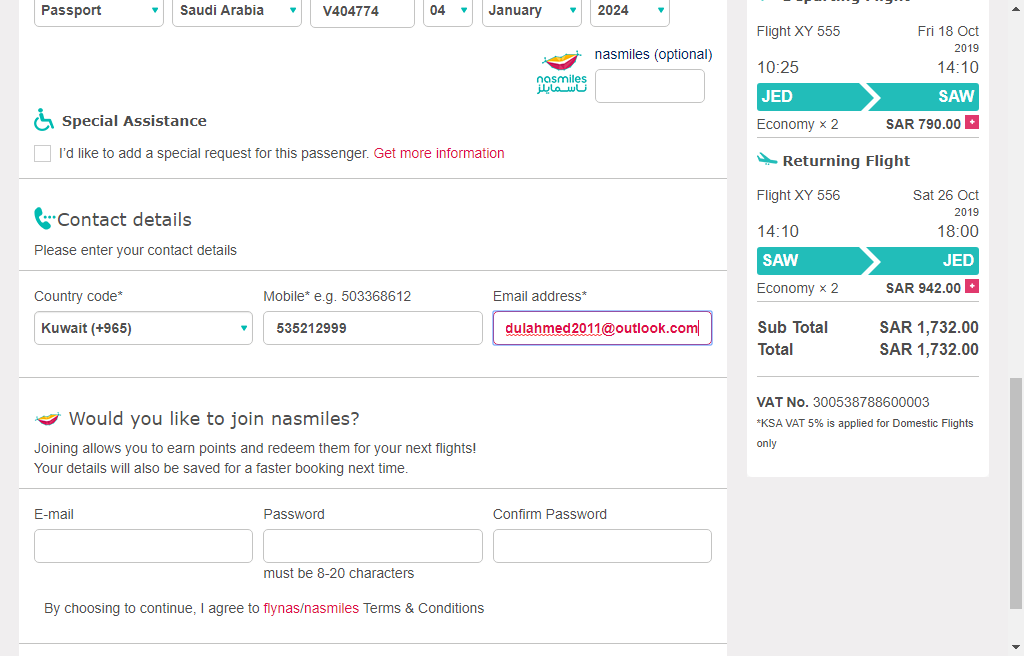 Passport Saudi Arabia V404774 04 January 2024
nasmiles (optional)
nasmiles
ناسمايلز
Special Assistance
I'd like to add a special request for this passenger. Get more information
Contact details
Please enter your contact details
Country code* Mobile* e.g. 503368612 Email address*
Kuwait (+965) 535212999 dulahmed2011@outlook.com
Would you like to join nasmiles?
Joining allows you to earn points and redeem them for your next flights!
Your details will also be saved for a faster booking next time.
E-mail Password Confirm Password
must be 8-20 characters
By choosing to continue, I agree to flynas/nasmiles Terms & Conditions
Departing Flight
Flight XY 555 Fri 18 Oct
2019
10:25 14:10
JED SAW
Economy × 2 SAR 790.00 +
Returning Flight
Flight XY 556 Sat 26 Oct
2019
14:10 18:00
SAW JED
Economy × 2 SAR 942.00 +
Sub Total SAR 1,732.00
Total SAR 1,732.00
VAT No. 300538788600003
*KSA VAT 5% is applied for Domestic Flights
only